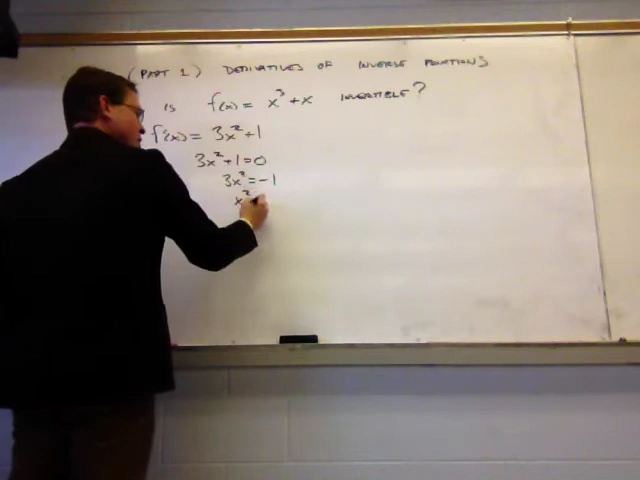 (PART 1) DERIVATIVES OF INVERSE FUNCTIONS
IS f(x) = x³ + x INVERTIBLE?
f'(x) = 3x² + 1
3x² + 1 = 0
3x² = -1
x²